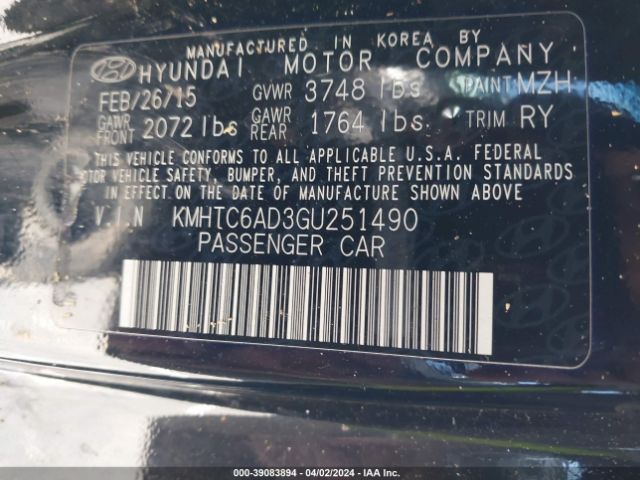 MANUFACTURED IN KOREA BY
HYUNDAI MOTOR COMPANY
FEB/26/15 GVWR 3748 lbs PAINT MZH
GAWR FRONT 2072 lbs GAWR REAR 1764 lbs TRIM RY
THIS VEHICLE CONFORMS TO ALL APPLICABLE U.S.A. FEDERAL
MOTOR VEHICLE SAFETY, BUMPER, AND THEFT PREVENTION STANDARDS
IN EFFECT ON THE DATE OF MANUFACTURE SHOWN ABOVE
VIN KMHTC6AD3GU251490
PASSENGER CAR
000-39083894 - 04/02/2024 - IAA Inc.